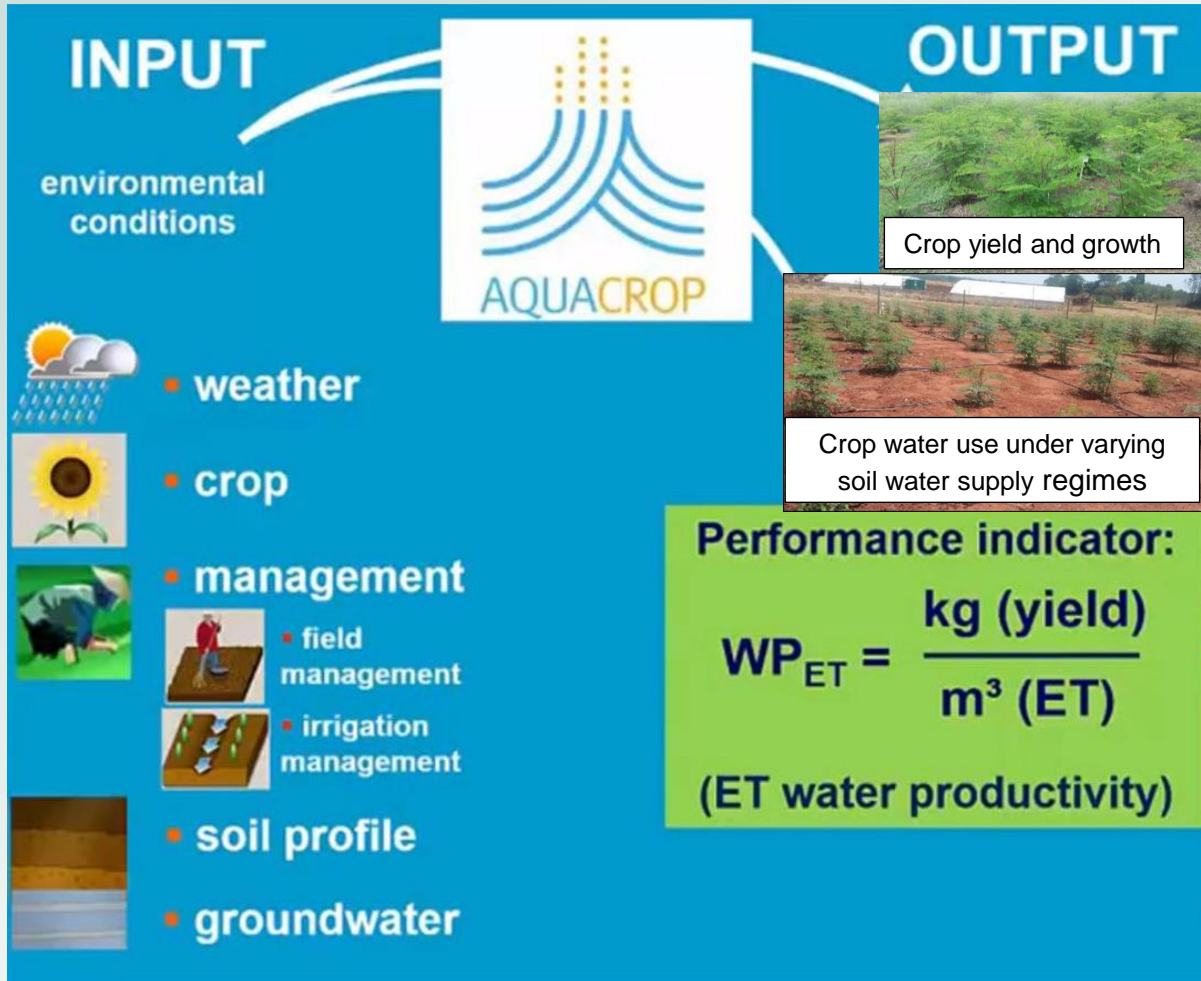 INPUT
environmental
conditions
AQUACROP
OUTPUT
Crop yield and growth
Crop water use under varying
soil water supply regimes
▪ weather
▪ crop
▪ management
▪ field
management
▪ irrigation
management
▪ soil profile
▪ groundwater
Performance indicator:
WP_ET = kg (yield)
m³ (ET)
(ET water productivity)